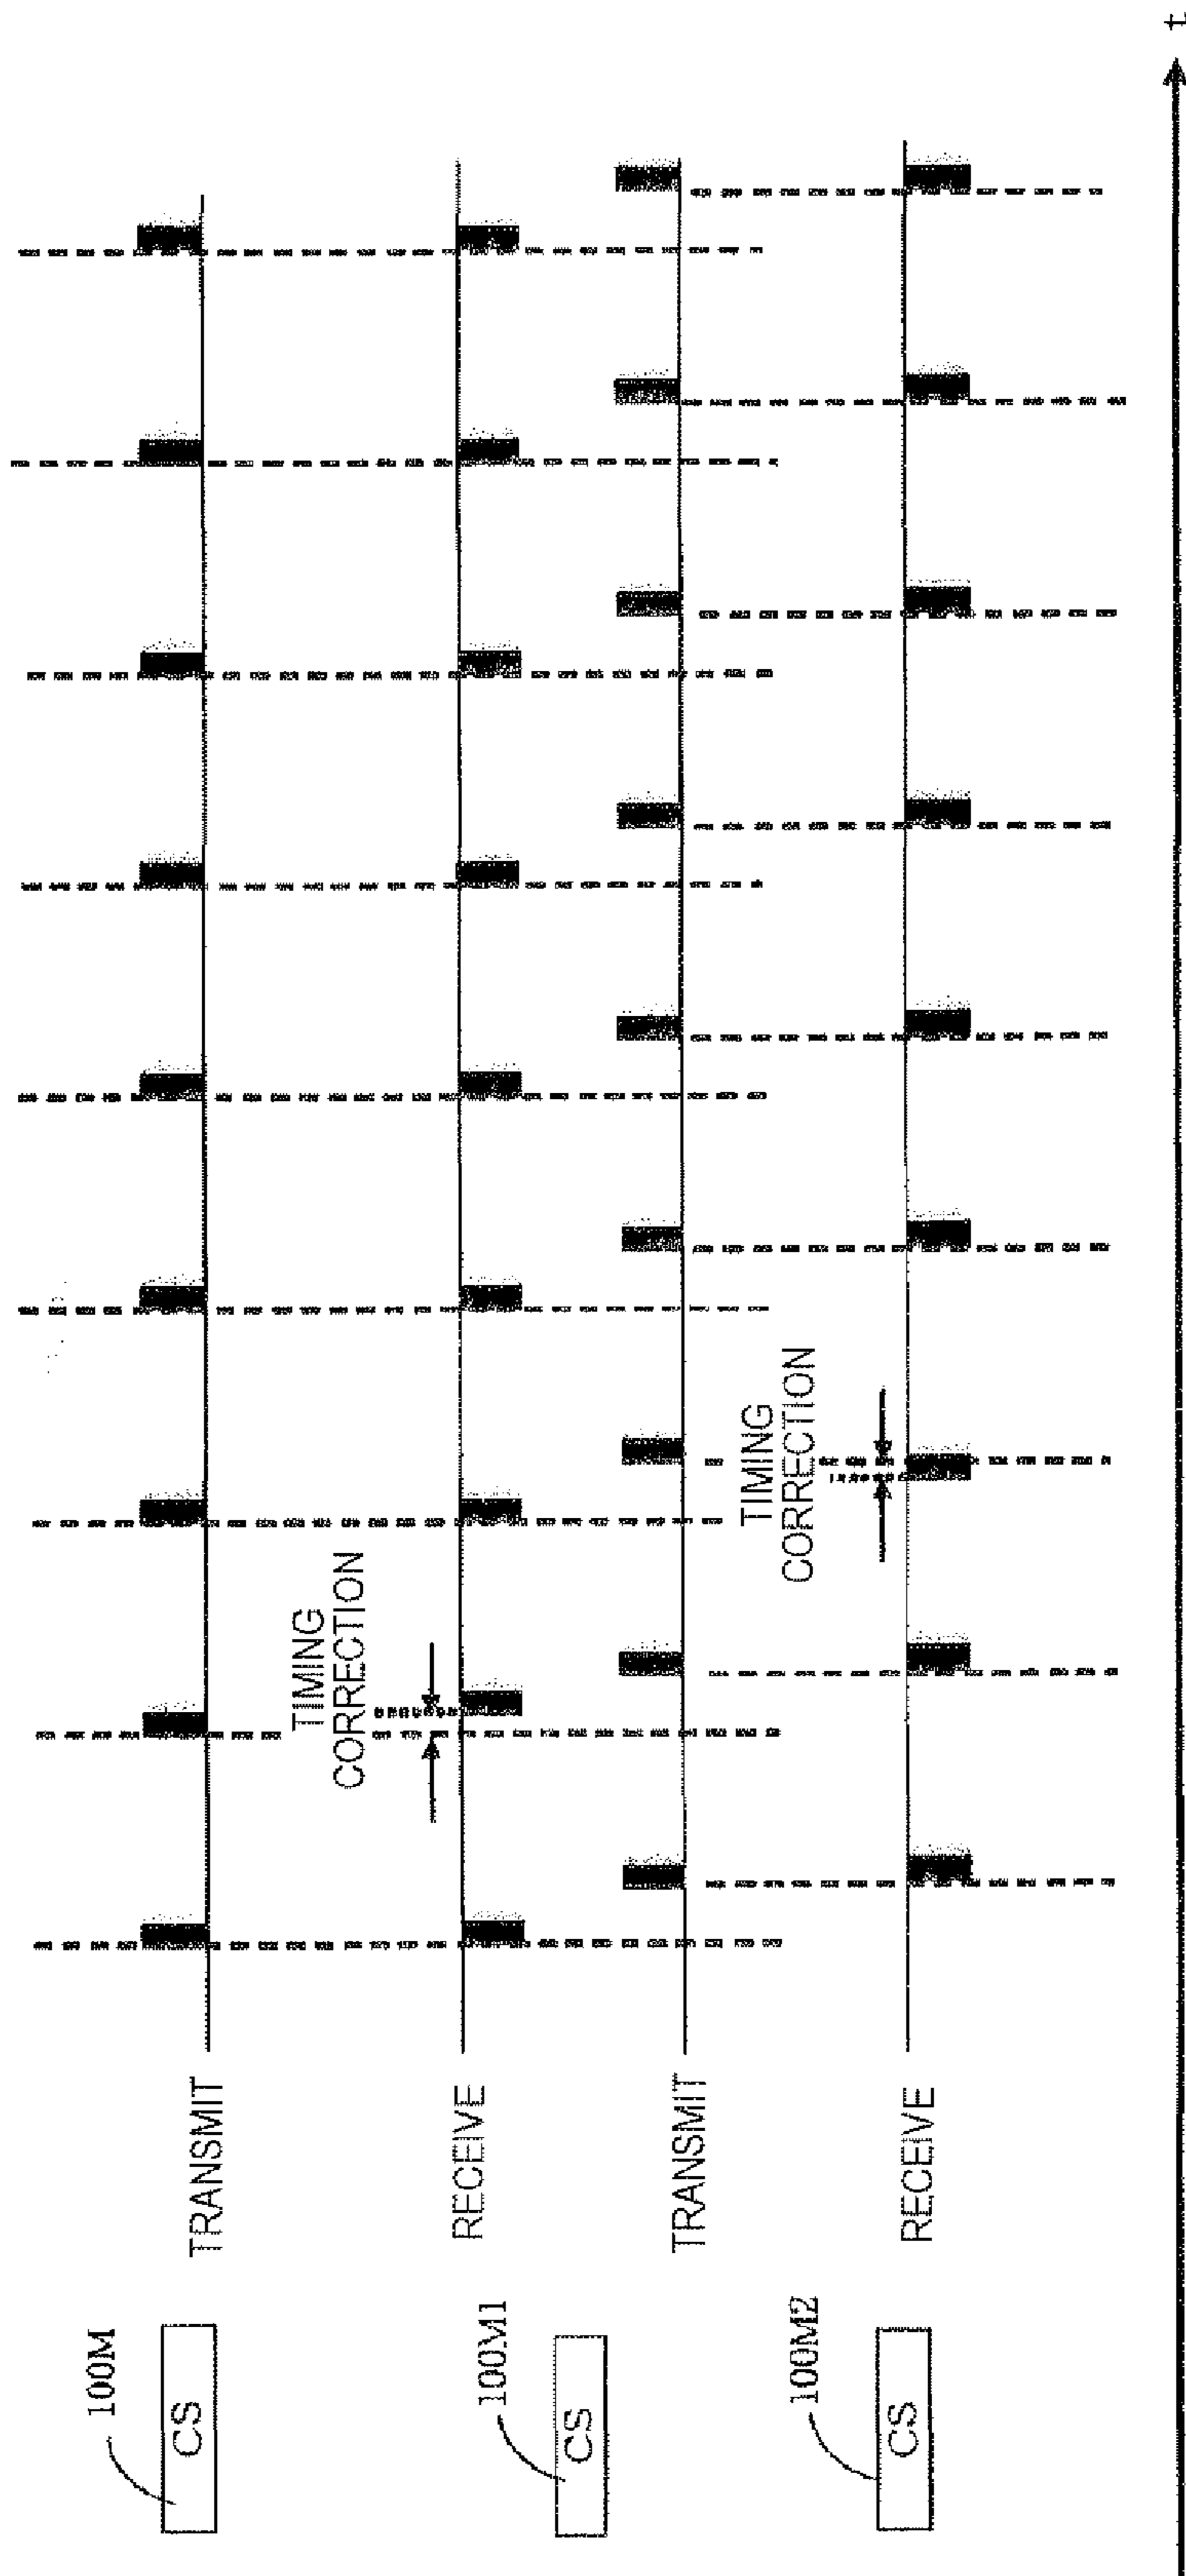 100M
CS
TRANSMIT
100M1
CS
RECEIVE
TIMING
CORRECTION
TRANSMIT
100M2
CS
RECEIVE
TIMING
CORRECTION
t